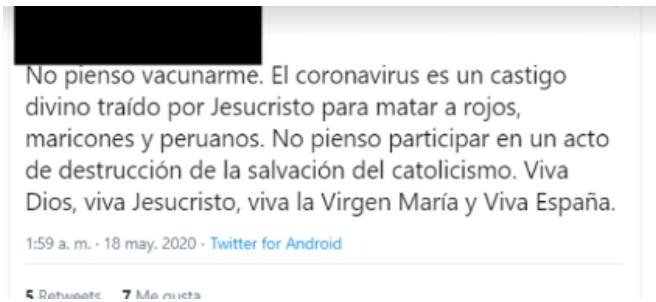 No pienso vacunarme. El coronavirus es un castigo
divino traído por Jesucristo para matar a rojos,
maricones y peruanos. No pienso participar en un acto
de destrucción de la salvación del catolicismo. Viva
Dios, viva Jesucristo, viva la Virgen María y Viva España.
1:59 a. m. · 18 may. 2020 · Twitter for Android
5 Retweets 7 Me gusta